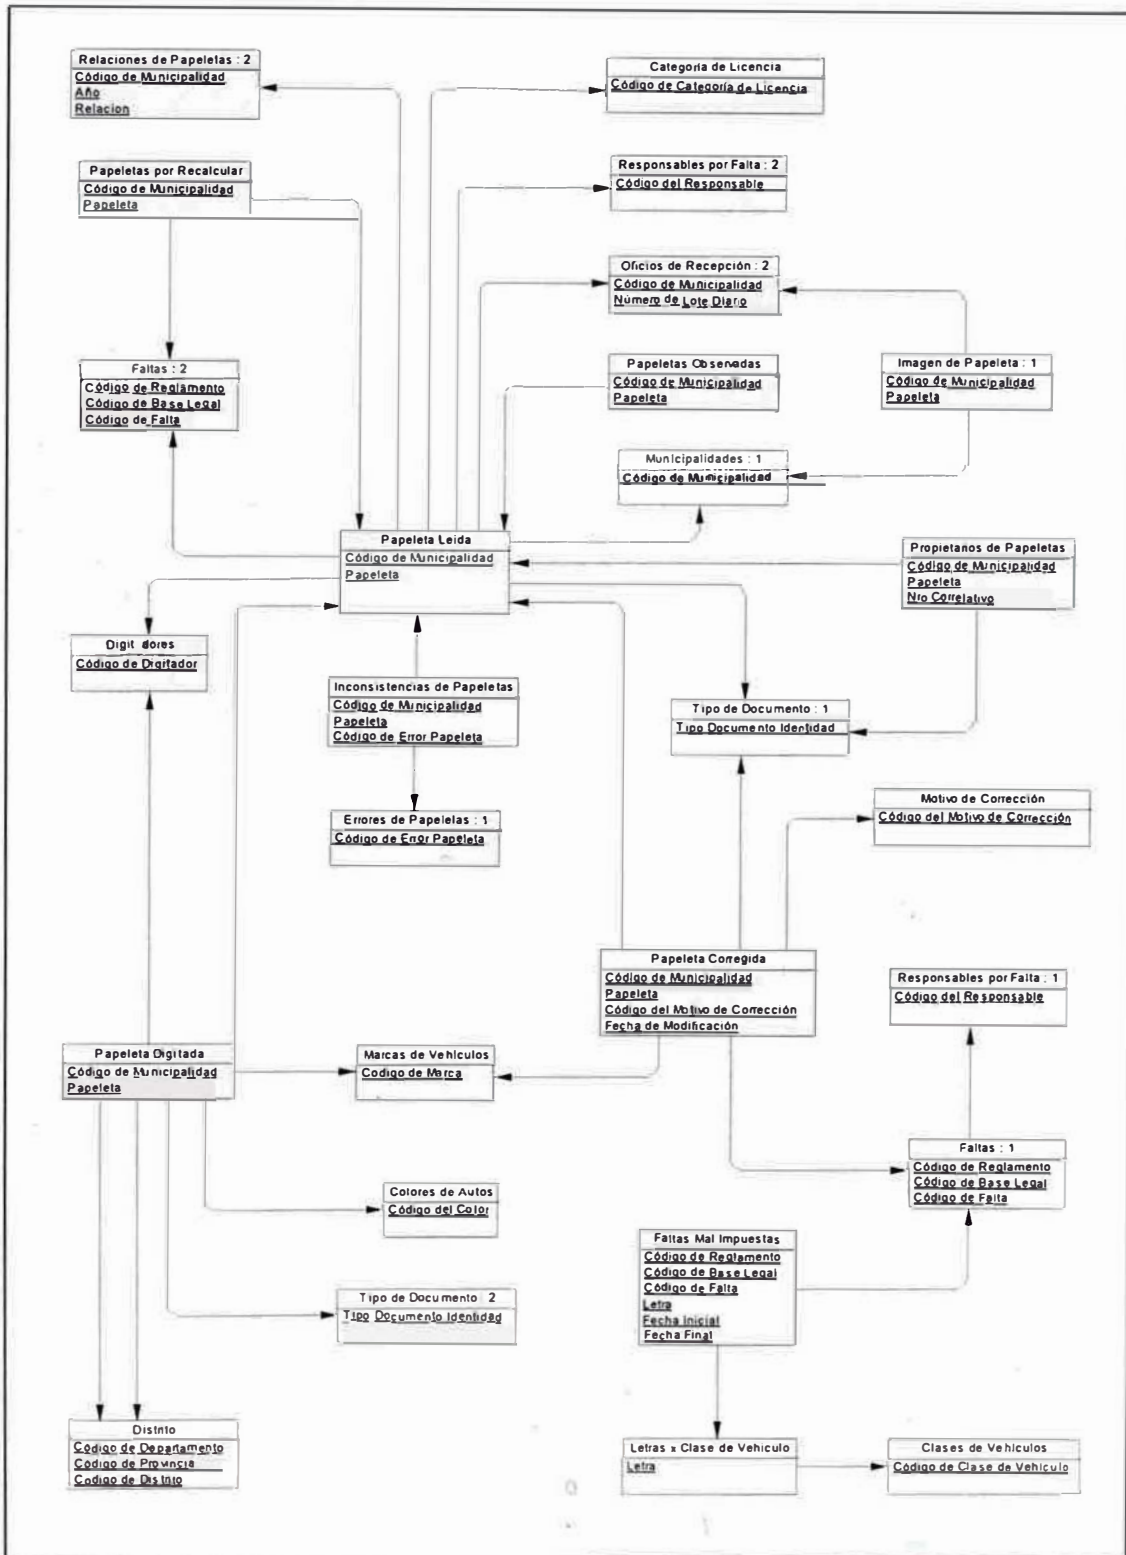 Relaciones de Papeletas : 2
Código de Municipalidad
Año
Relacion
Categoría de Licencia
Código de Categoría de Licencia
Papeletas por Recalcular
Código de Municipalidad
Papeleta
Responsables por Falta : 2
Código del Responsable
Oficios de Recepción : 2
Código de Municipalidad
Número de Lote Diario
Faltas : 2
Código de Reglamento
Código de Base Legal
Código de Falta
Papeletas Observadas
Código de Municipalidad
Papeleta
Imagen de Papeleta : 1
Código de Municipalidad
Papeleta
Municipalidades : 1
Código de Municipalidad
Papeleta Leida
Código de Municipalidad
Papeleta
Propietarios de Papeletas
Código de Municipalidad
Papeleta
Nro Correlativo
Digit dores
Código de Digitador
Inconsistencias de Papeletas
Código de Municipalidad
Papeleta
Código de Error Papeleta
Tipo de Documento : 1
Tipo Documento Identidad
Errores de Papeletas : 1
Código de Error Papeleta
Motivo de Corrección
Código del Motivo de Corrección
Papeleta Corregida
Código de Municipalidad
Papeleta
Código del Motivo de Corrección
Fecha de Modificación
Responsables por Falta : 1
Código del Responsable
Papeleta Digitada
Código de Municipalidad
Papeleta
Marcas de Vehículos
Codigo de Marca
Faltas : 1
Código de Reglamento
Código de Base Legal
Código de Falta
Colores de Autos
Código del Color
Faltas Mal Impuestas
Código de Reglamento
Código de Base Legal
Código de Falta
Letra
Fecha Inicial
Fecha Final
Tipo de Documento 2
Tipo Documento Identidad
Distrito
Código de Departamento
Código de Provincia
Codigo de Distrito
Letras x Clase de Vehiculo
Letra
Clases de Vehículos
Código de Clase de Vehículo